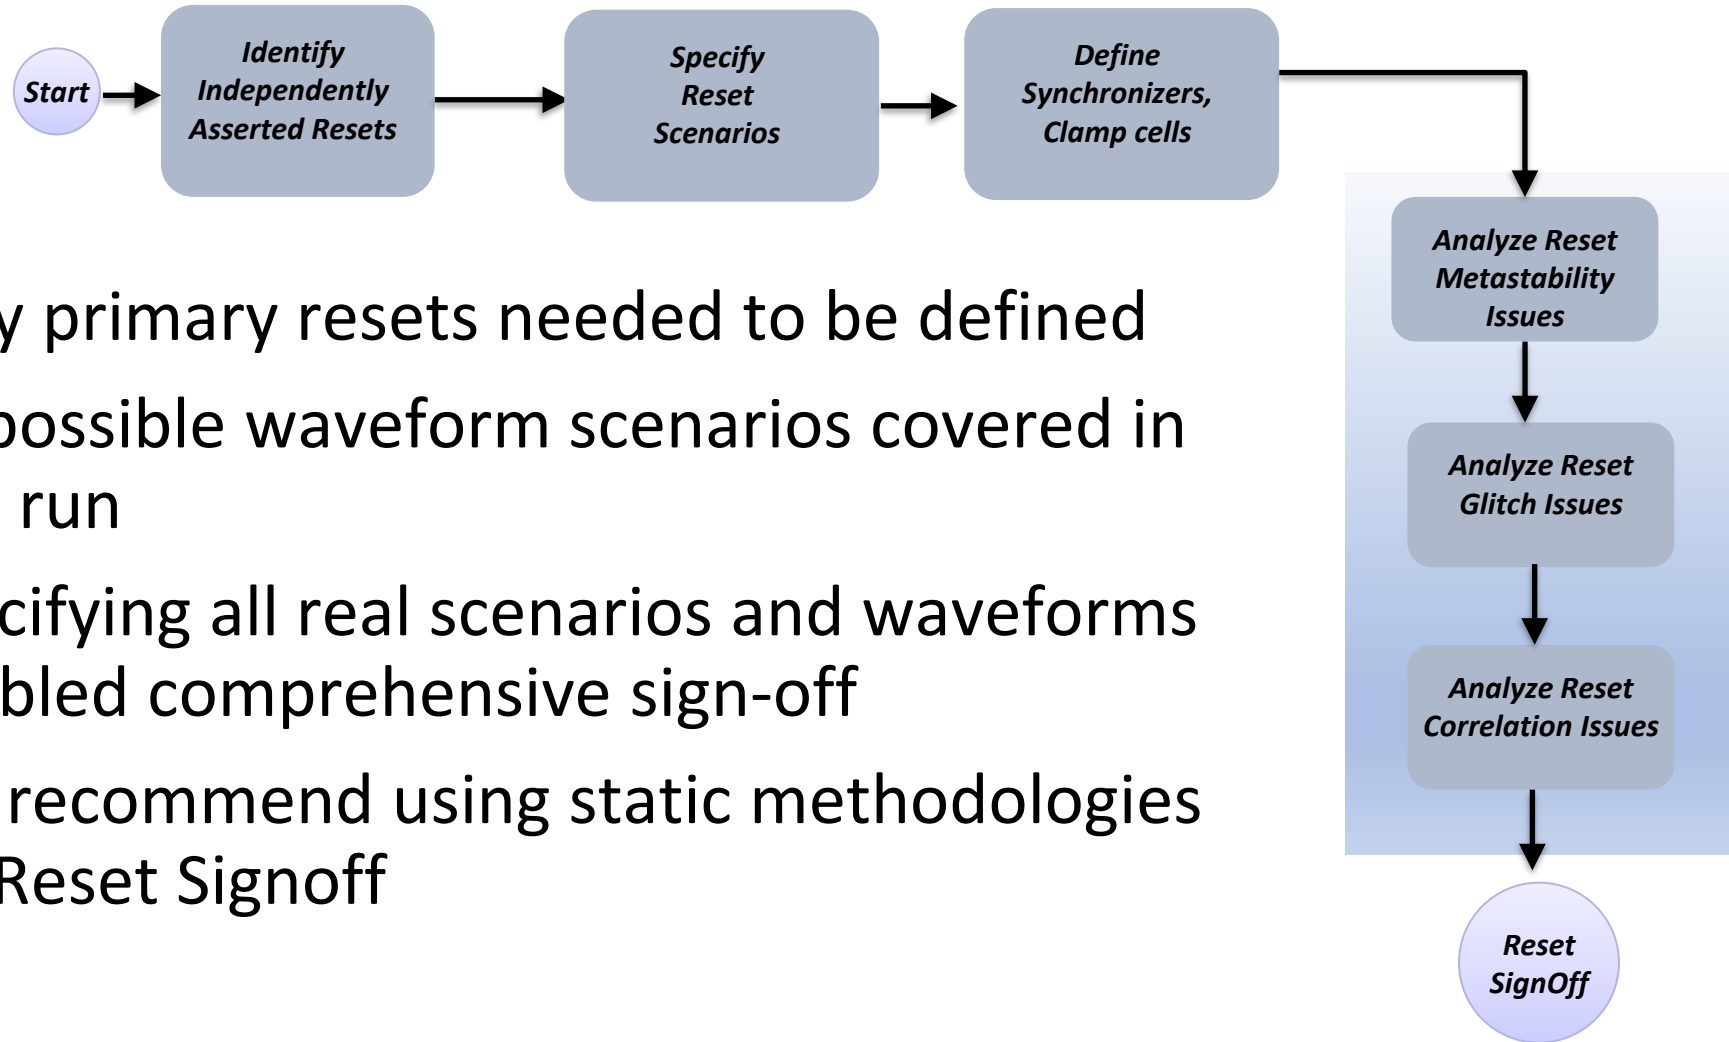 Start
Identify
Independently
Asserted Resets
Specify
Reset
Scenarios
Define
Synchronizers,
Clamp cells
Analyze Reset
Metastability
Issues
Analyze Reset
Glitch Issues
Analyze Reset
Correlation Issues
Reset
SignOff
y primary resets needed to be defined
possible waveform scenarios covered in
run
cifying all real scenarios and waveforms
bled comprehensive sign-off
recommend using static methodologies
Reset Signoff